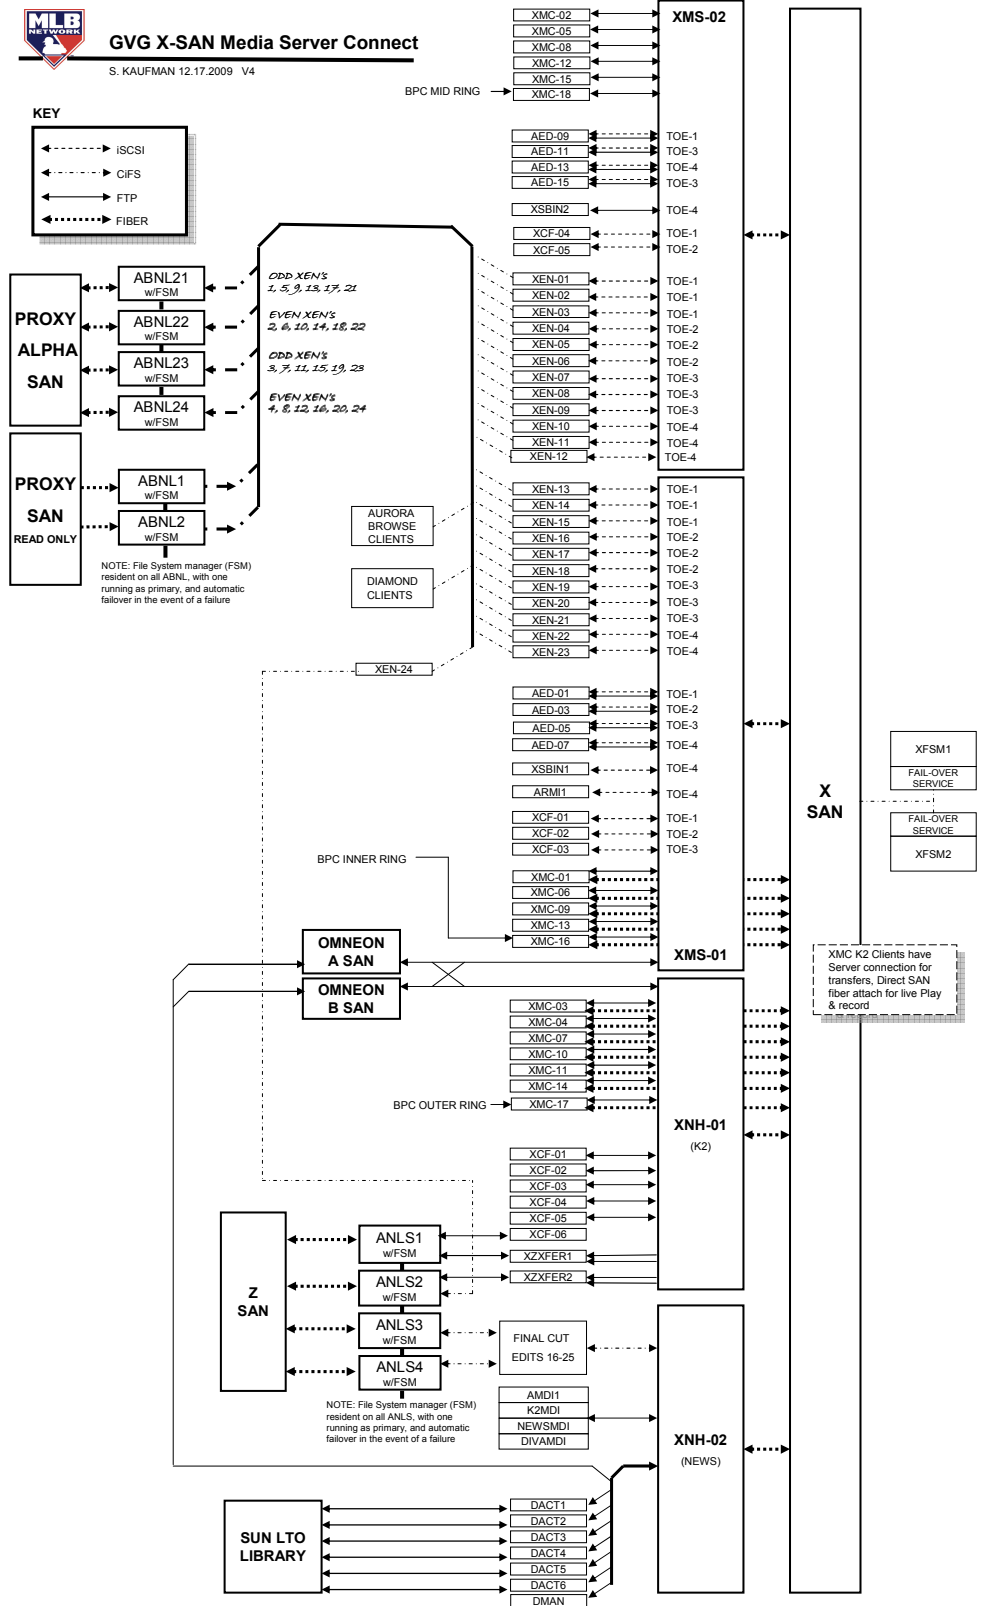 MLB
NETWORK
GVG X-SAN Media Server Connect
S. KAUFMAN 12.17.2009 V4
KEY
iSCSI
CiFS
FTP
FIBER
XMC-02
XMC-05
XMC-08
XMC-12
XMC-15
BPC MID RING
XMC-18
XMS-02
AED-09 TOE-1
AED-11 TOE-3
AED-13 TOE-4
AED-15 TOE-3
XSBIN2 TOE-4
XCF-04 TOE-1
XCF-05 TOE-2
XEN-01 TOE-1
XEN-02 TOE-1
XEN-03 TOE-1
XEN-04 TOE-2
XEN-05 TOE-2
XEN-06 TOE-2
XEN-07 TOE-3
XEN-08 TOE-3
XEN-09 TOE-3
XEN-10 TOE-4
XEN-11 TOE-4
XEN-12 TOE-4
PROXY
ALPHA
SAN
ABNL21
w/FSM
ABNL22
w/FSM
ABNL23
w/FSM
ABNL24
w/FSM
ODD XEN's
1, 5, 9, 13, 17, 21
EVEN XEN's
2, 6, 10, 14, 18, 22
ODD XEN's
3, 7, 11, 15, 19, 23
EVEN XEN's
4, 8, 12, 16, 20, 24
PROXY
SAN
READ ONLY
ABNL1
w/FSM
ABNL2
w/FSM
NOTE: File System manager (FSM)
resident on all ABNL, with one
running as primary, and automatic
failover in the event of a failure
AURORA
BROWSE
CLIENTS
DIAMOND
CLIENTS
XEN-24
XEN-13 TOE-1
XEN-14 TOE-1
XEN-15 TOE-1
XEN-16 TOE-2
XEN-17 TOE-2
XEN-18 TOE-2
XEN-19 TOE-3
XEN-20 TOE-3
XEN-21 TOE-3
XEN-22 TOE-4
XEN-23 TOE-4
AED-01 TOE-1
AED-03 TOE-2
AED-05 TOE-3
AED-07 TOE-4
XSBIN1 TOE-4
ARMI1 TOE-4
XCF-01 TOE-1
XCF-02 TOE-2
XCF-03 TOE-3
BPC INNER RING
XMC-01
XMC-06
XMC-09
XMC-13
XMC-16
XMS-01
X
SAN
XFSM1
FAIL-OVER
SERVICE
FAIL-OVER
SERVICE
XFSM2
XMC K2 Clients have
Server connection for
transfers, Direct SAN
fiber attach for live Play
& record
OMNEON
A SAN
OMNEON
B SAN
XMC-03
XMC-04
XMC-07
XMC-10
XMC-11
XMC-14
BPC OUTER RING
XMC-17
XNH-01
(K2)
XCF-01
XCF-02
XCF-03
XCF-04
XCF-05
XCF-06
XZXFER1
XZXFER2
Z
SAN
ANLS1
w/FSM
ANLS2
w/FSM
ANLS3
w/FSM
ANLS4
w/FSM
NOTE: File System manager (FSM)
resident on all ANLS, with one
running as primary, and automatic
failover in the event of a failure
FINAL CUT
EDITS 16-25
AMDI1
K2MDI
NEWSMDI
DIVAMDI
XNH-02
(NEWS)
SUN LTO
LIBRARY
DACT1
DACT2
DACT3
DACT4
DACT5
DACT6
DMAN